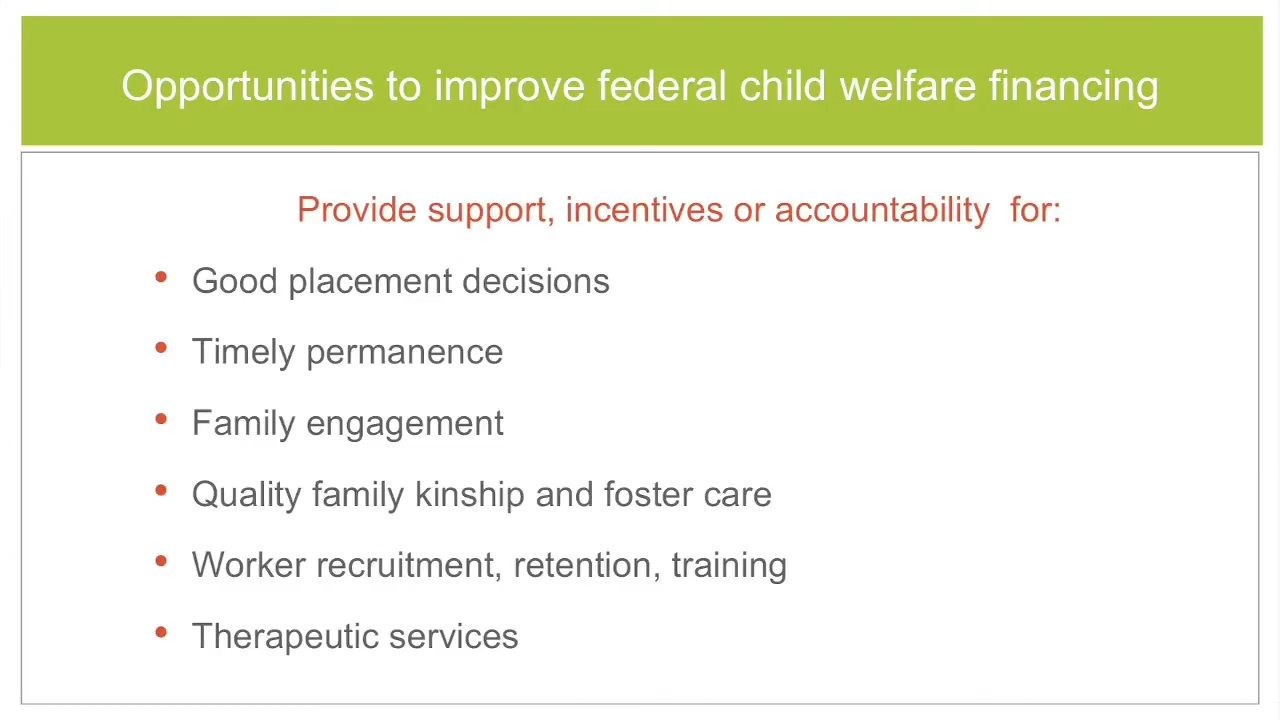 Opportunities to improve federal child welfare financing
Provide support, incentives or accountability  for:
• Good placement decisions
• Timely permanence
• Family engagement
• Quality family kinship and foster care
• Worker recruitment, retention, training
• Therapeutic services